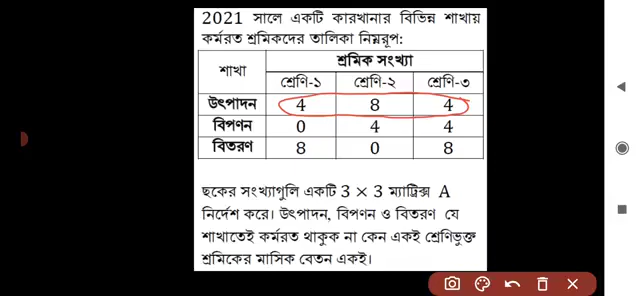 2021 সালে একটি কারখানার বিভিন্ন শাখায়
কর্মরত শ্রমিকদের তালিকা নিম্নরূপ:
শাখা শ্রমিক সংখ্যা
শ্রেণি-১ শ্রেণি-২ শ্রেণি-৩
উৎপাদন 4 8 4
বিপণন 0 4 4
বিতরণ 8 0 8
ছকের সংখ্যাগুলি একটি 3 × 3 ম্যাট্রিক্স A
নির্দেশ করে। উৎপাদন, বিপণন ও বিতরণ যে
শাখাতেই কর্মরত থাকুক না কেন একই শ্রেণিভুক্ত
শ্রমিকের মাসিক বেতন একই।